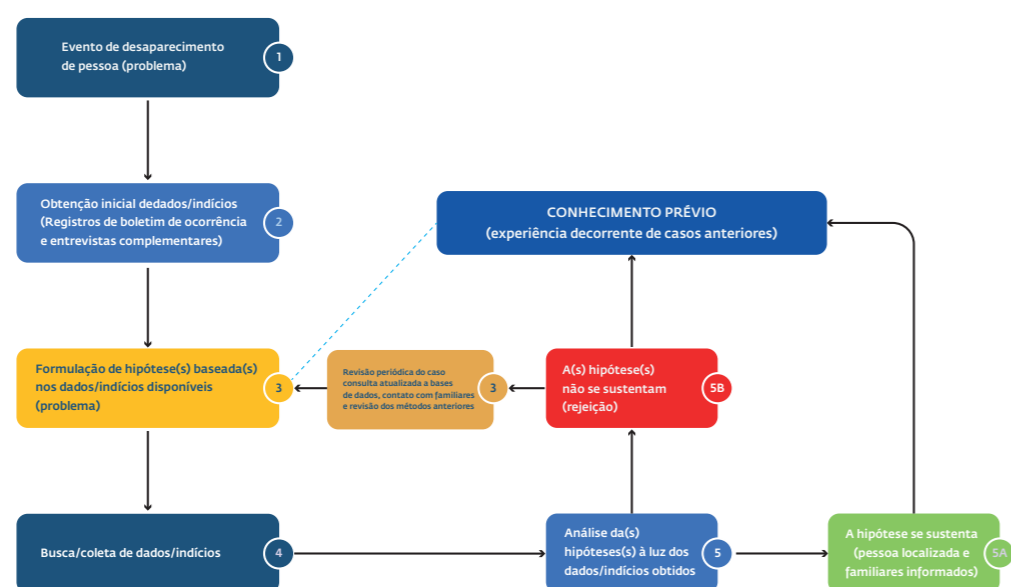 Evento de desaparecimento
de pessoa (problema)
1
Obtenção inicial dedados/indícios
(Registros de boletim de ocorrência
e entrevistas complementares)
2
CONHECIMENTO PRÉVIO
(experiência decorrente de casos anteriores)
Formulação de hipótese(s) baseada(s)
nos dados/indícios disponíveis
(problema)
3
Revisão periódica do caso
consulta atualizada a bases
de dados, contato com familiares
e revisão dos métodos anteriores
3
A(s) hipótese(s)
não se sustentam
(rejeição)
5B
Busca/coleta de dados/indícios
4
Análise da(s)
hipóteses(s) à luz dos
dados/indícios obtidos
5
A hipótese se sustenta
(pessoa localizada e
familiares informados)
5A